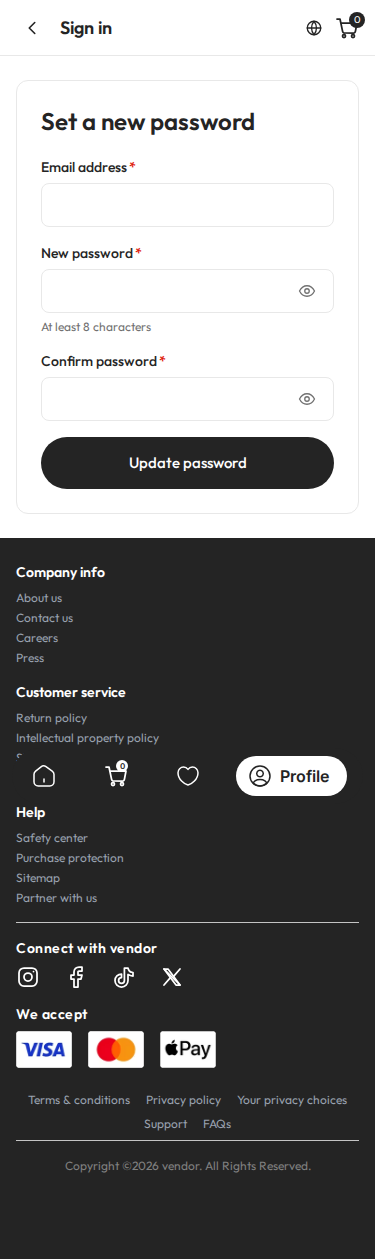 Sign in
0
Set a new password
Email address *
New password *
At least 8 characters
Confirm password *
Update password
Company info
About us
Contact us
Careers
Press
Customer service
Return policy
Intellectual property policy
0
Profile
Help
Safety center
Purchase protection
Sitemap
Partner with us
Connect with vendor
We accept
VISA
Pay
Terms & conditions Privacy policy Your privacy choices
Support FAQs
Copyright ©2026 vendor. All Rights Reserved.